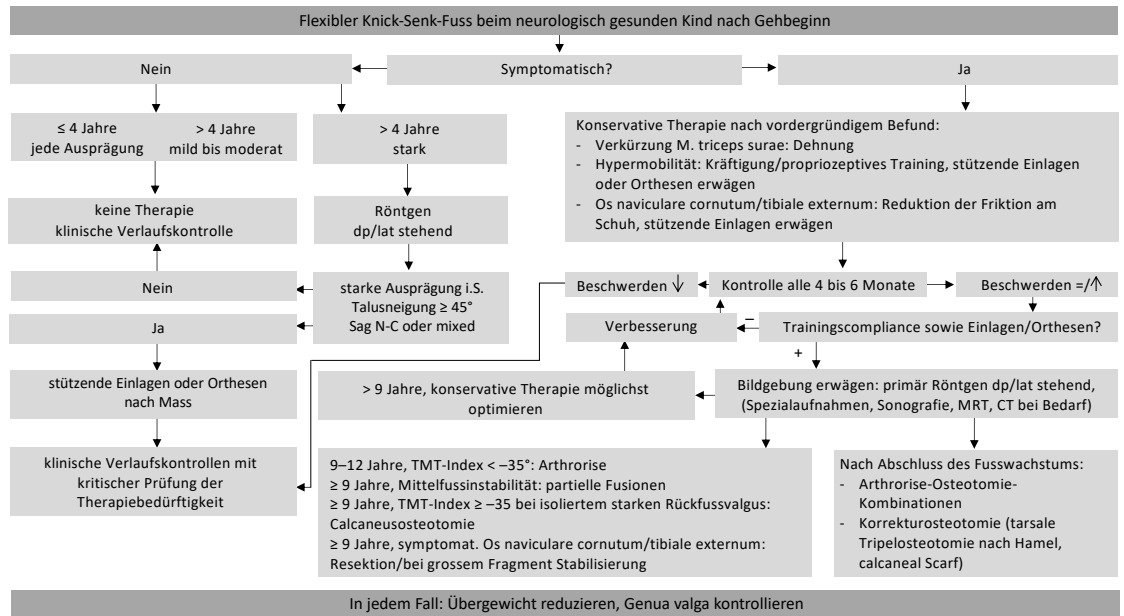 Flexibler Knick-Senk-Fuss beim neurologisch gesunden Kind nach Gehbeginn
Nein
Symptomatisch?
Ja
≤ 4 Jahre
jede Ausprägung
> 4 Jahre
mild bis moderat
> 4 Jahre
stark
Konservative Therapie nach vordergründigem Befund:
- Verkürzung M. triceps surae: Dehnung
- Hypermobilität: Kräftigung/propriozeptives Training, stützende Einlagen
oder Orthesen erwägen
- Os naviculare cornutum/tibiale externum: Reduktion der Friktion am
Schuh, stützende Einlagen erwägen
keine Therapie
klinische Verlaufskontrolle
Röntgen
dp/lat stehend
Nein
starke Ausprägung i.S.
Talusneigung ≥ 45°
Sag N-C oder mixed
Beschwerden ↓
Kontrolle alle 4 bis 6 Monate
Beschwerden =/↑
Ja
Verbesserung
–
Trainingscompliance sowie Einlagen/Orthesen?
+
stützende Einlagen oder Orthesen
nach Mass
> 9 Jahre, konservative Therapie möglichst
optimieren
Bildgebung erwägen: primär Röntgen dp/lat stehend,
(Spezialaufnahmen, Sonografie, MRT, CT bei Bedarf)
klinische Verlaufskontrollen mit
kritischer Prüfung der
Therapiebedürftigkeit
9–12 Jahre, TMT-Index < –35°: Arthrorise
≥ 9 Jahre, Mittelfussinstabilität: partielle Fusionen
≥ 9 Jahre, TMT-Index ≥ –35 bei isoliertem starken Rückfussvalgus:
Calcaneusosteotomie
≥ 9 Jahre, symptomat. Os naviculare cornutum/tibiale externum:
Resektion/bei grossem Fragment Stabilisierung
Nach Abschluss des Fusswachstums:
- Arthrorise-Osteotomie-
Kombinationen
- Korrekturosteotomie (tarsale
Tripelosteotomie nach Hamel,
calcaneal Scarf)
In jedem Fall: Übergewicht reduzieren, Genua valga kontrollieren